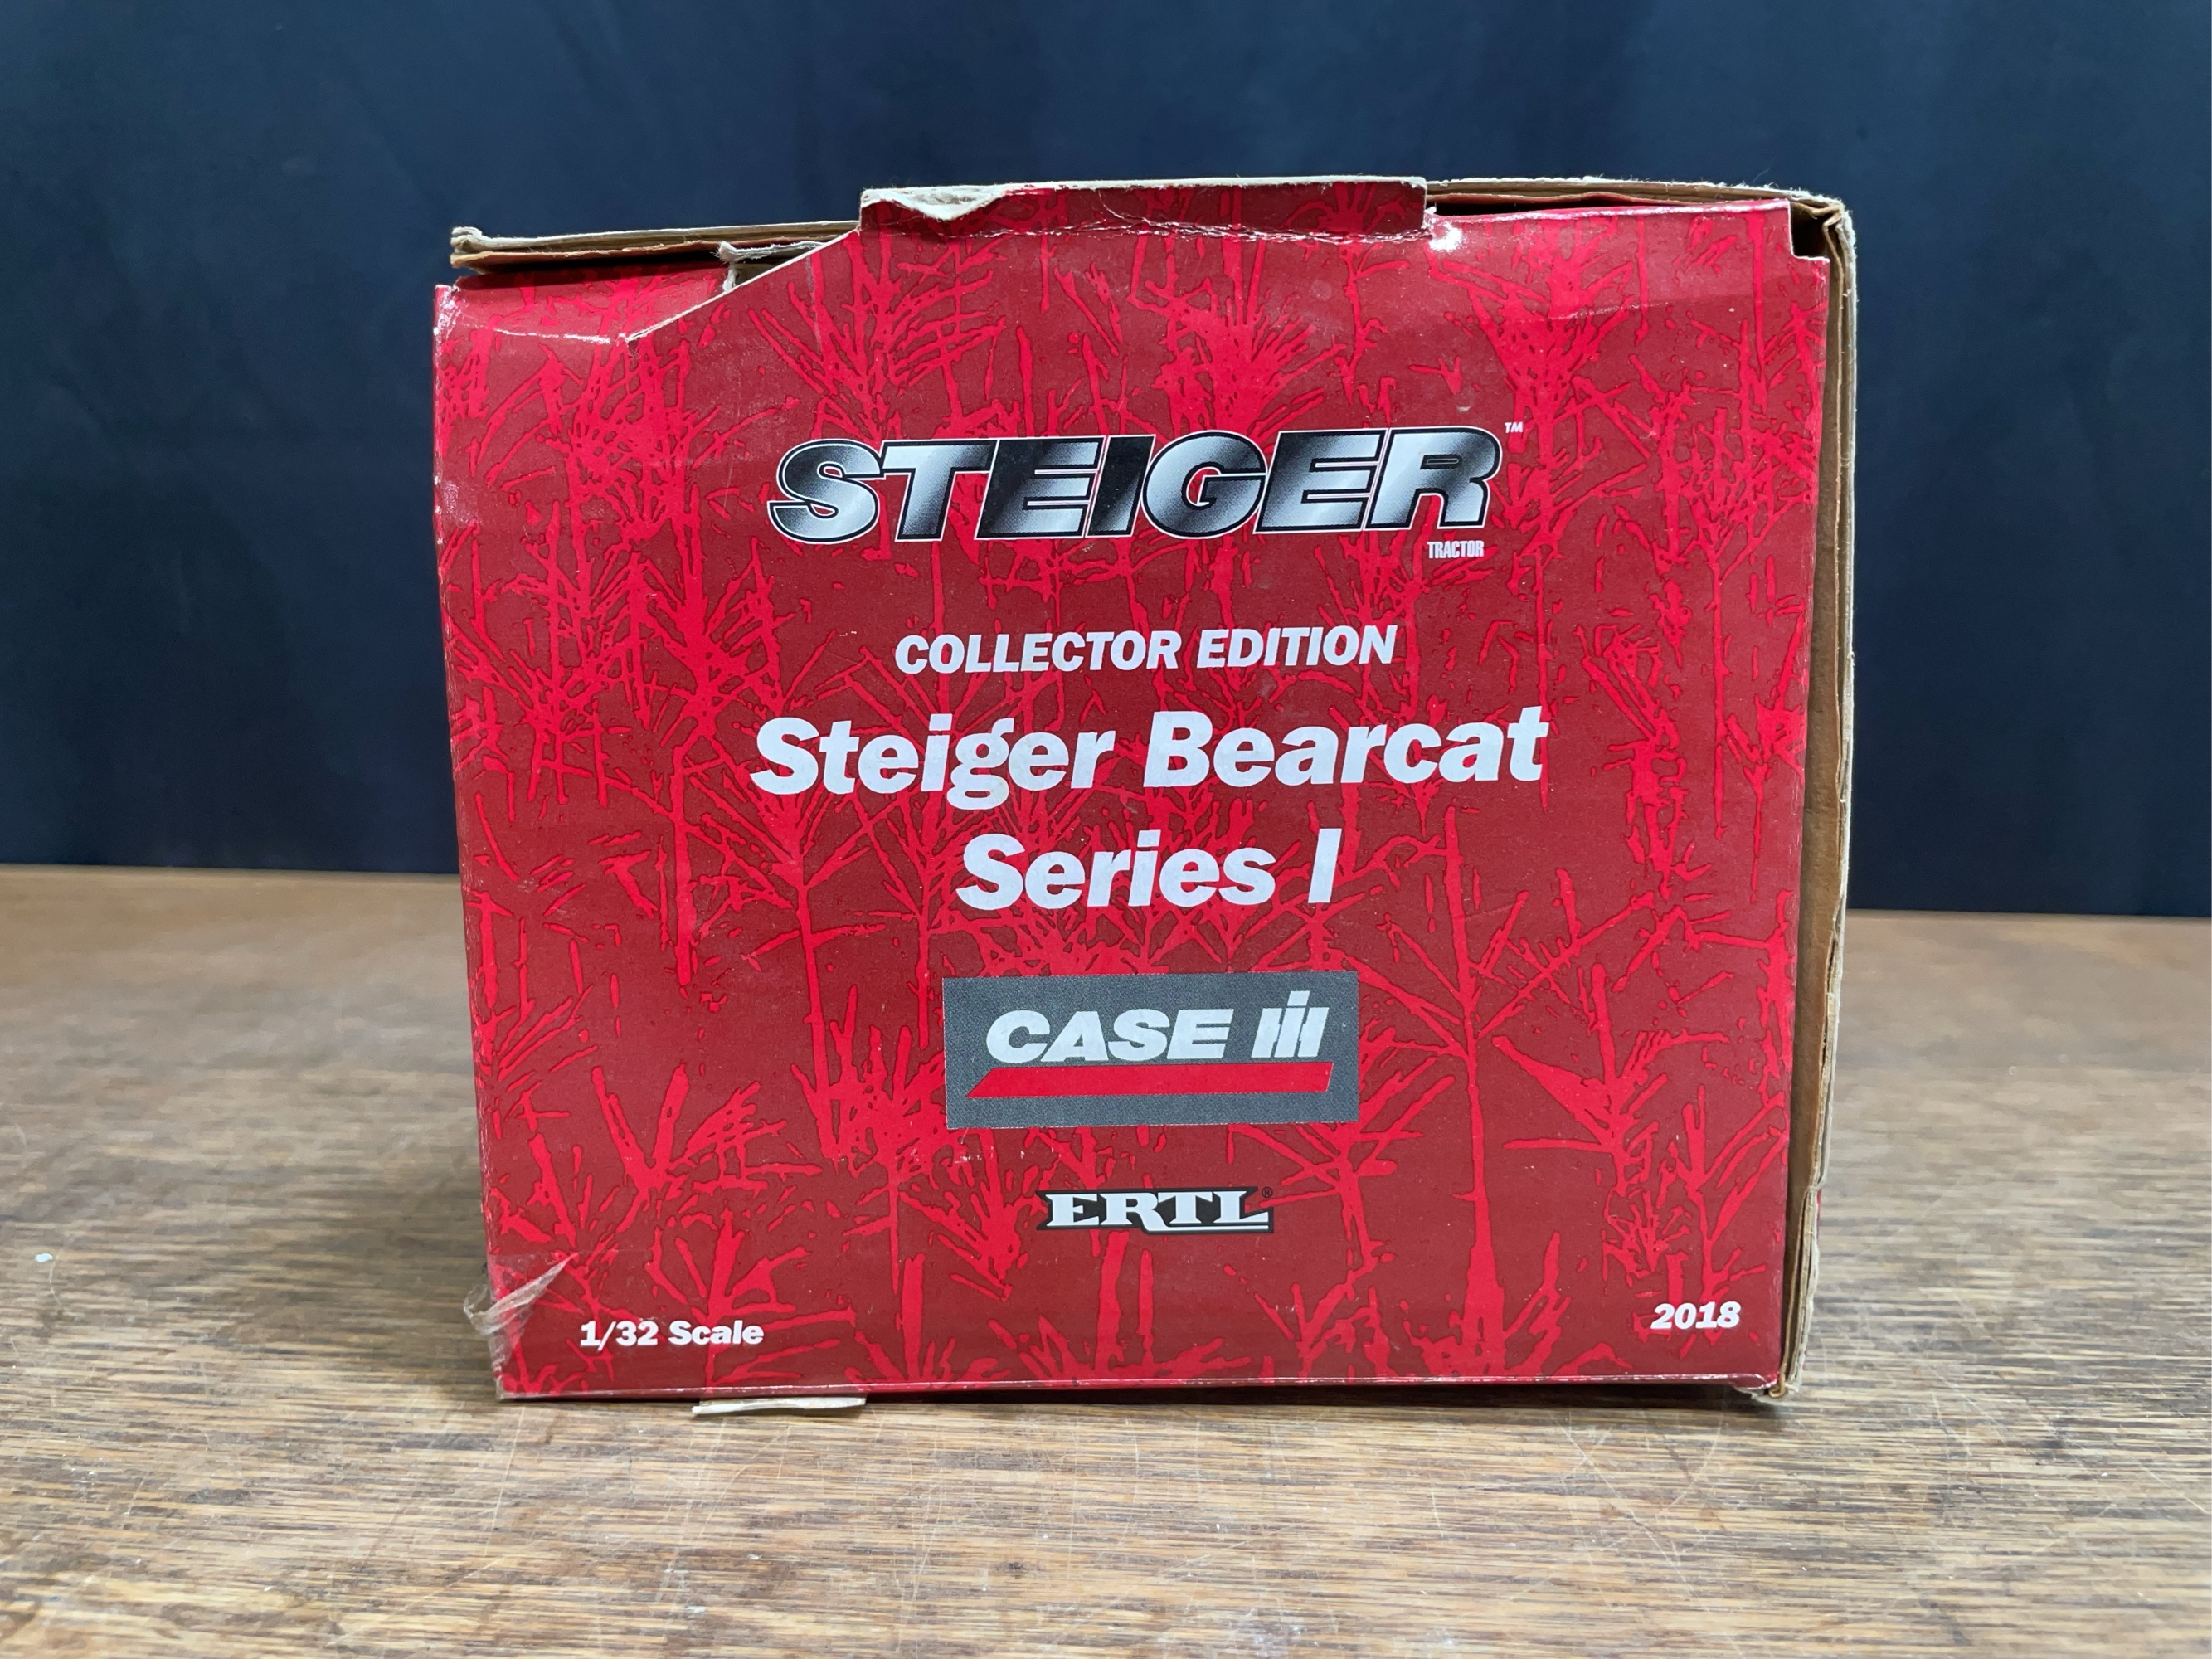 STEIGER™
TRACTOR
COLLECTOR EDITION
Steiger Bearcat
Series I
CASE IH
ERTL®
1/32 Scale
2018